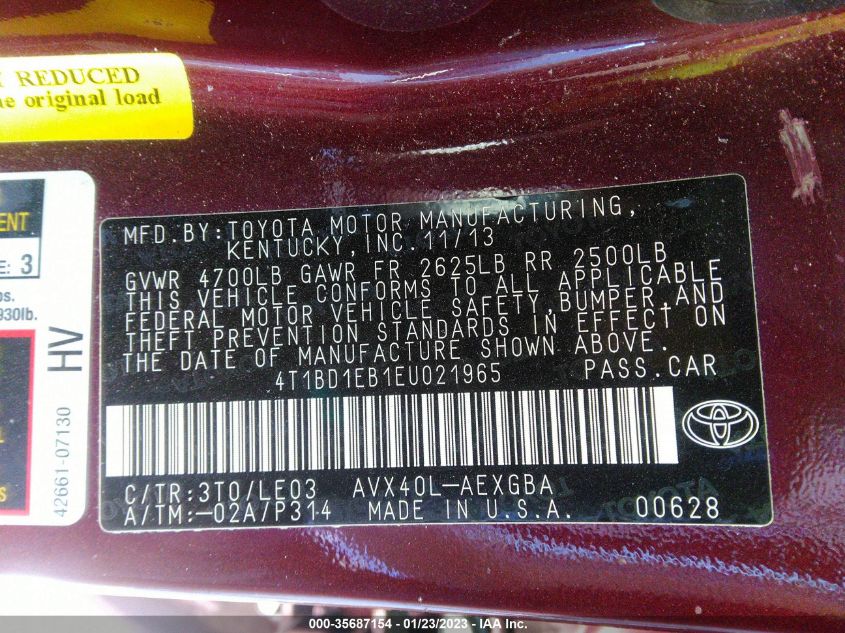 REDUCED
original load
ENT
E: 3
930lb.
HV
42661-07130
MFD.BY:TOYOTA MOTOR MANUFACTURING,
KENTUCKY,INC.11/13
GVWR 4700LB GAWR FR 2625LB RR 2500LB
THIS VEHICLE CONFORMS TO ALL APPLICABLE
FEDERAL MOTOR VEHICLE SAFETY,BUMPER,AND
THEFT PREVENTION STANDARDS IN EFFECT ON
THE DATE OF MANUFACTURE SHOWN ABOVE.
4T1BD1EB1EU021965 PASS.CAR
C/TR:3T0/LE03 AVX40L-AEXGBA
A/TM:-02A/P314 MADE IN U.S.A. 00628
000-35687154 - 01/23/2023 - IAA Inc.